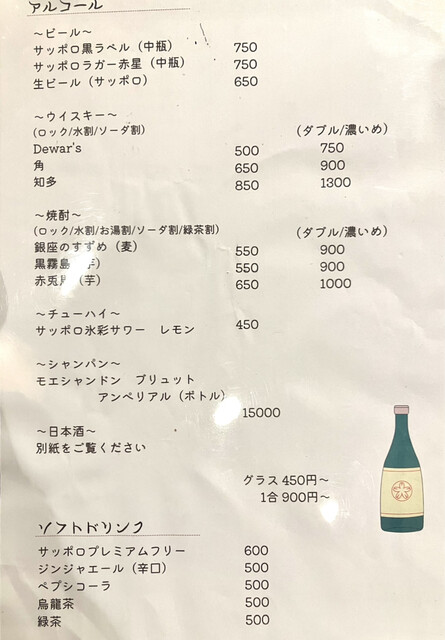 アルコール
〜ビール〜
サッポロ黒ラベル（中瓶） 750
サッポロラガー赤星（中瓶） 750
生ビール（サッポロ） 650
〜ウイスキー〜
(ロック/水割/ソーダ割) (ダブル/濃いめ)
Dewar's 500 750
角 650 900
知多 850 1300
〜焼酎〜
(ロック/水割/お湯割/ソーダ割/緑茶割) (ダブル/濃いめ)
銀座のすずめ（麦） 550 900
黒霧島（芋） 550 900
赤兎（芋） 650 1000
〜チューハイ〜
サッポロ氷彩サワー レモン 450
〜シャンパン〜
モエシャンドン ブリュット
アンペリアル（ボトル） 15000
〜日本酒〜
別紙をご覧ください
グラス 450円〜
1合 900円〜
ソフトドリンク
サッポロプレミアムフリー 600
ジンジャエール（辛口） 500
ペプシコーラ 500
烏龍茶 500
緑茶 500